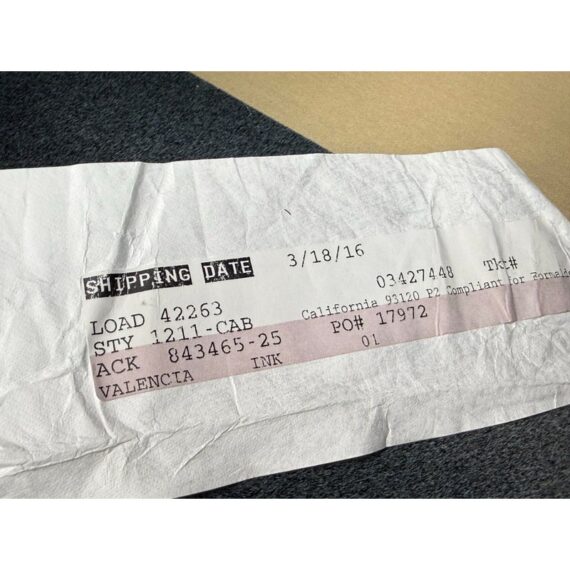 SHIPPING DATE 3/18/16
03427448 Tkt#
LOAD 42263
California 93120 P2 Compliant for
STY 1211-CAB
PO# 17972
ACK 843465-25
01
VALENCIA INK